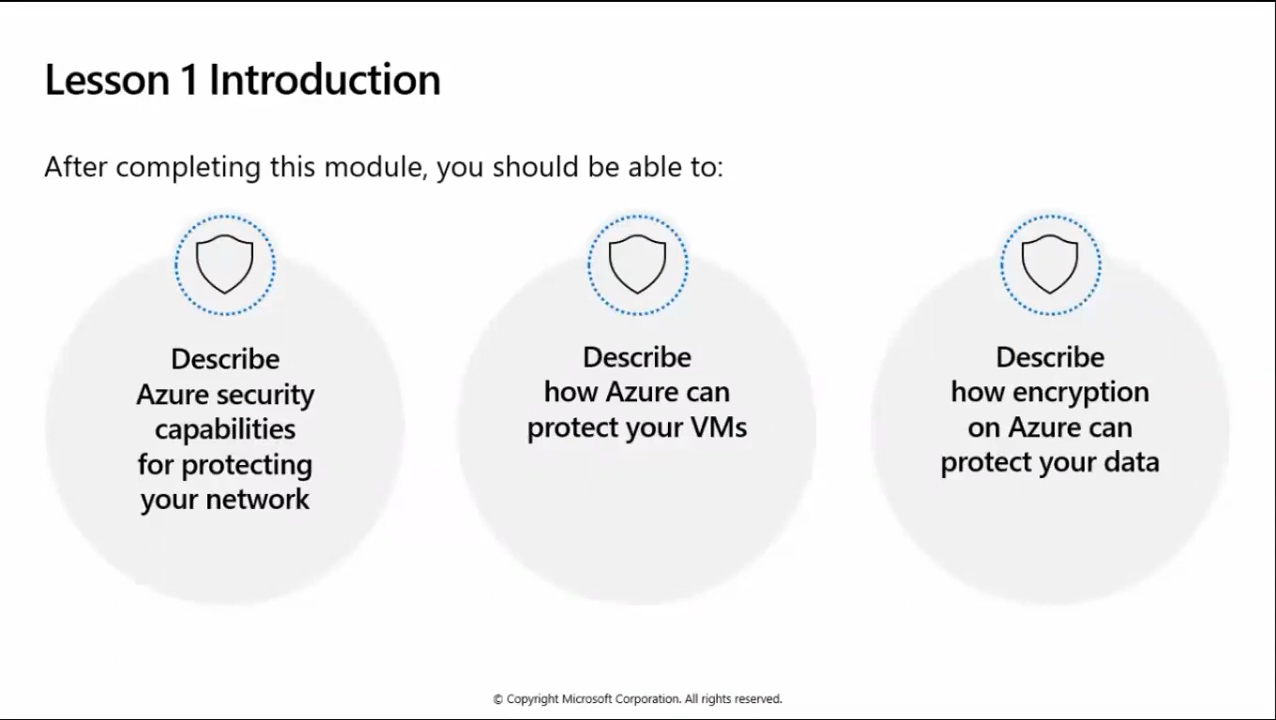 Lesson 1 Introduction
After completing this module, you should be able to:
Describe
Azure security
capabilities
for protecting
your network
Describe
how Azure can
protect your VMs
Describe
how encryption
on Azure can
protect your data
© Copyright Microsoft Corporation. All rights reserved.